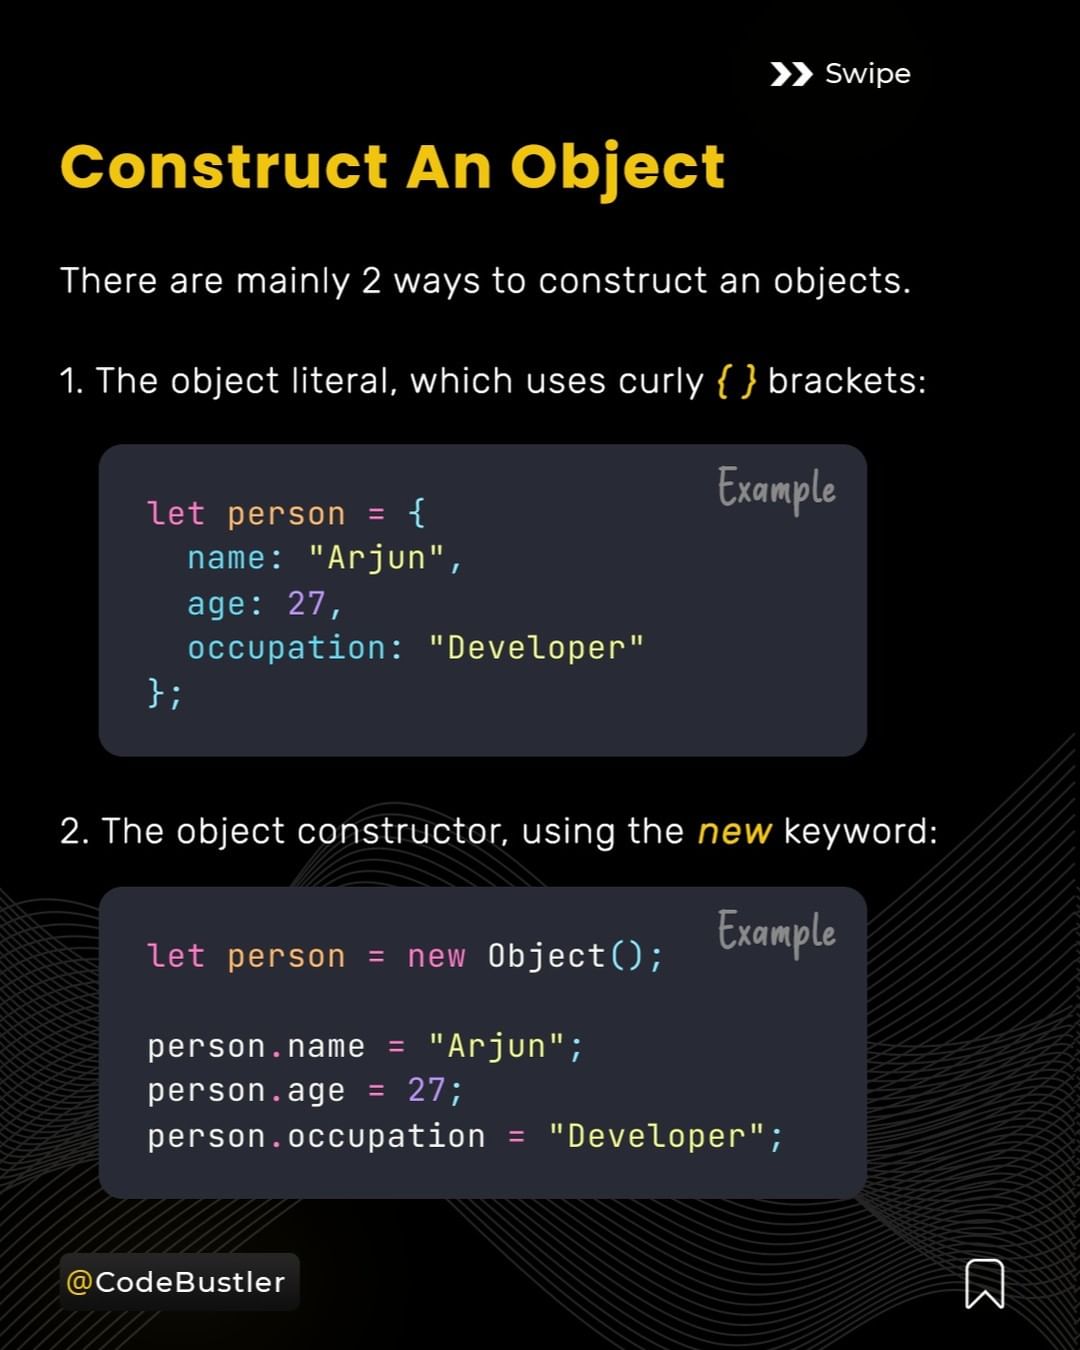 Swipe
Construct An Object
There are mainly 2 ways to construct an objects.
1. The object literal, which uses curly { } brackets:
Example
let person = {
  name: "Arjun",
  age: 27,
  occupation: "Developer"
};
2. The object constructor, using the new keyword:
Example
let person = new Object();
person.name = "Arjun";
person.age = 27;
person.occupation = "Developer";
@CodeBustler